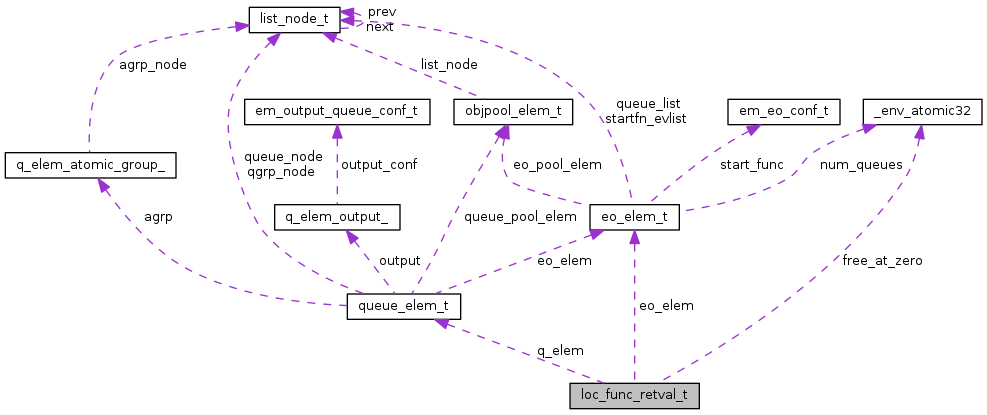 list_node_t
prev
next
agrp_node
list_node
em_output_queue_conf_t
objpool_elem_t
queue_list
startfn_evlist
em_eo_conf_t
_env_atomic32
q_elem_atomic_group_
queue_node
qgrp_node
output_conf
eo_pool_elem
start_func
num_queues
agrp
q_elem_output_
queue_pool_elem
eo_elem_t
output
eo_elem
free_at_zero
queue_elem_t
eo_elem
q_elem
loc_func_retval_t